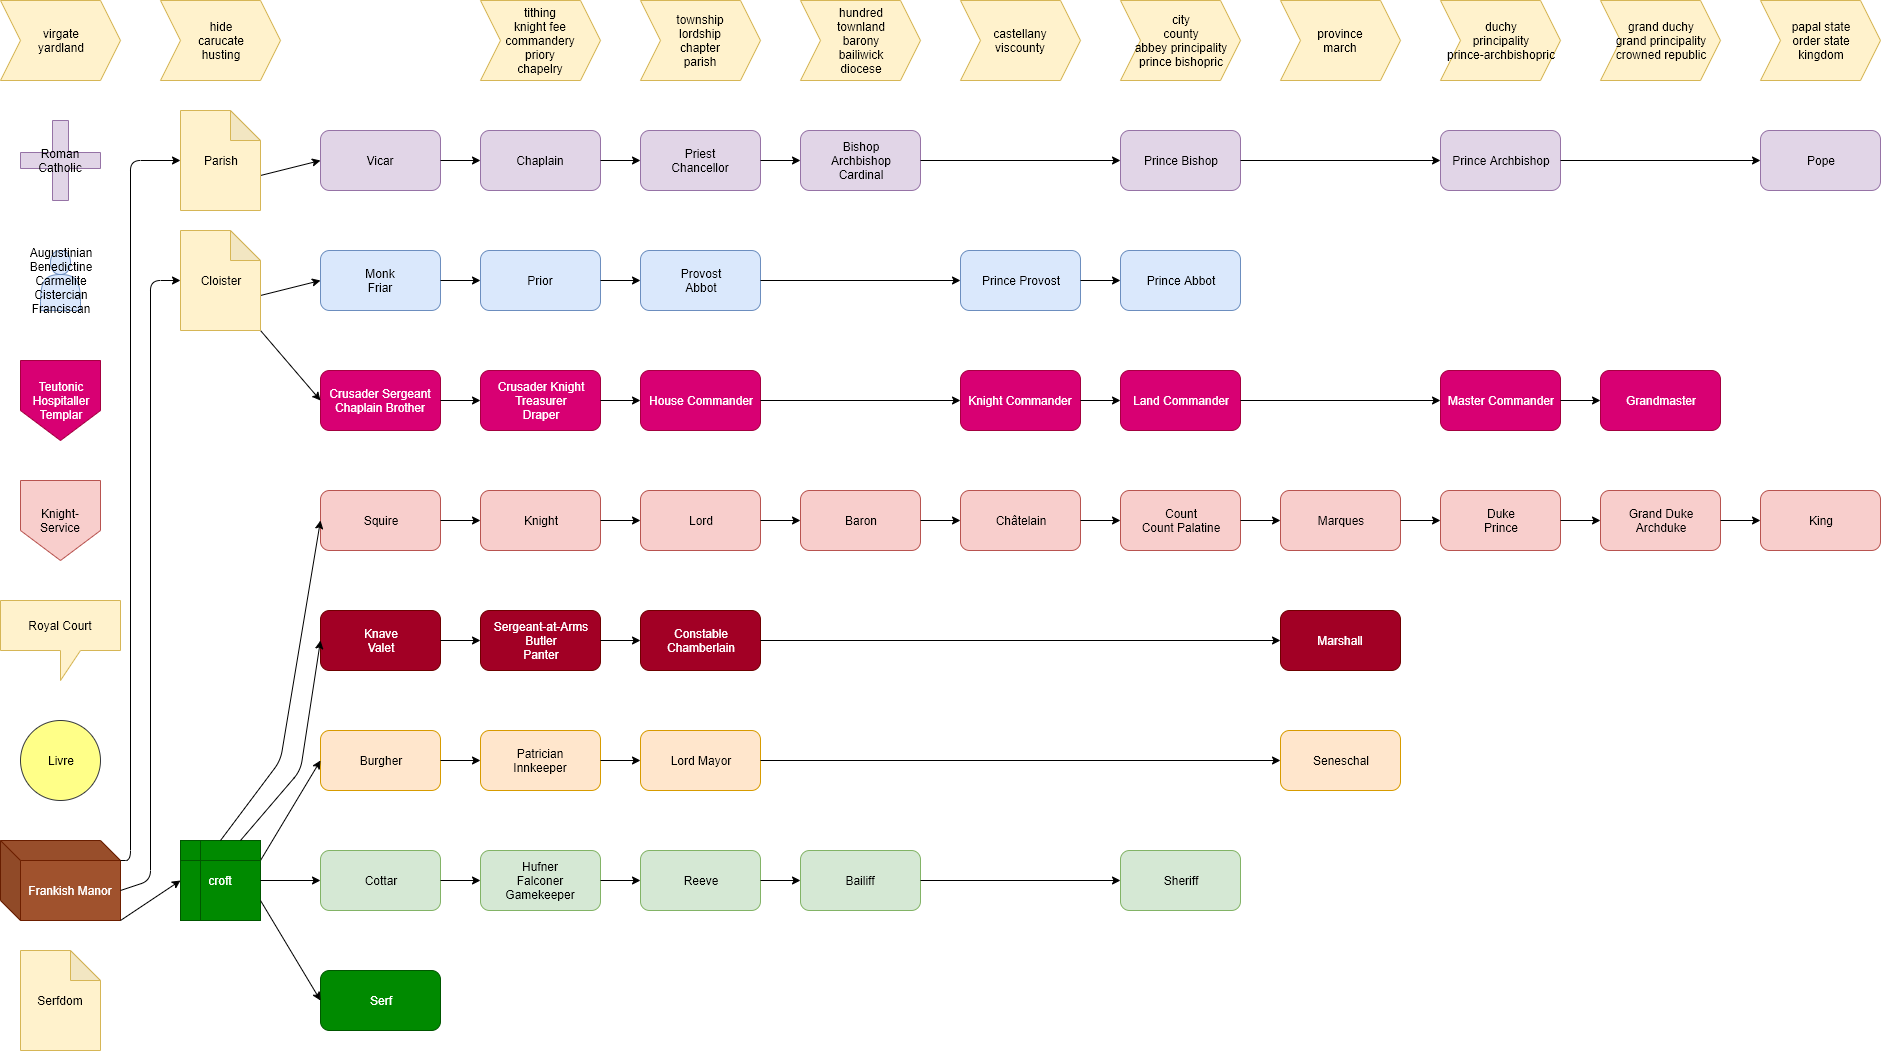 virgate
yardland
hide
carucate
husting
tithing
knight fee
commandery
priory
chapelry
township
lordship
chapter
parish
hundred
townland
barony
bailiwick
diocese
castellany
viscounty
city
county
abbey principality
prince bishopric
province
march
duchy
principality
prince-archbishopric
grand duchy
grand principality
crowned republic
papal state
order state
kingdom
Roman
Catholic
Parish
Vicar
Chaplain
Priest
Chancellor
Bishop
Archbishop
Cardinal
Prince Bishop
Prince Archbishop
Pope
Augustinian
Benedictine
Carmelite
Cistercian
Franciscan
Cloister
Monk
Friar
Prior
Provost
Abbot
Prince Provost
Prince Abbot
Teutonic
Hospitaller
Templar
Crusader Sergeant
Chaplain Brother
Crusader Knight
Treasurer
Draper
House Commander
Knight Commander
Land Commander
Master Commander
Grandmaster
Knight-
Service
Squire
Knight
Lord
Baron
Châtelain
Count
Count Palatine
Marques
Duke
Prince
Grand Duke
Archduke
King
Royal Court
Knave
Valet
Sergeant-at-Arms
Butler
Panter
Constable
Chamberlain
Marshall
Livre
Burgher
Patrician
Innkeeper
Lord Mayor
Seneschal
Frankish Manor
croft
Cottar
Hufner
Falconer
Gamekeeper
Reeve
Bailiff
Sheriff
Serfdom
Serf